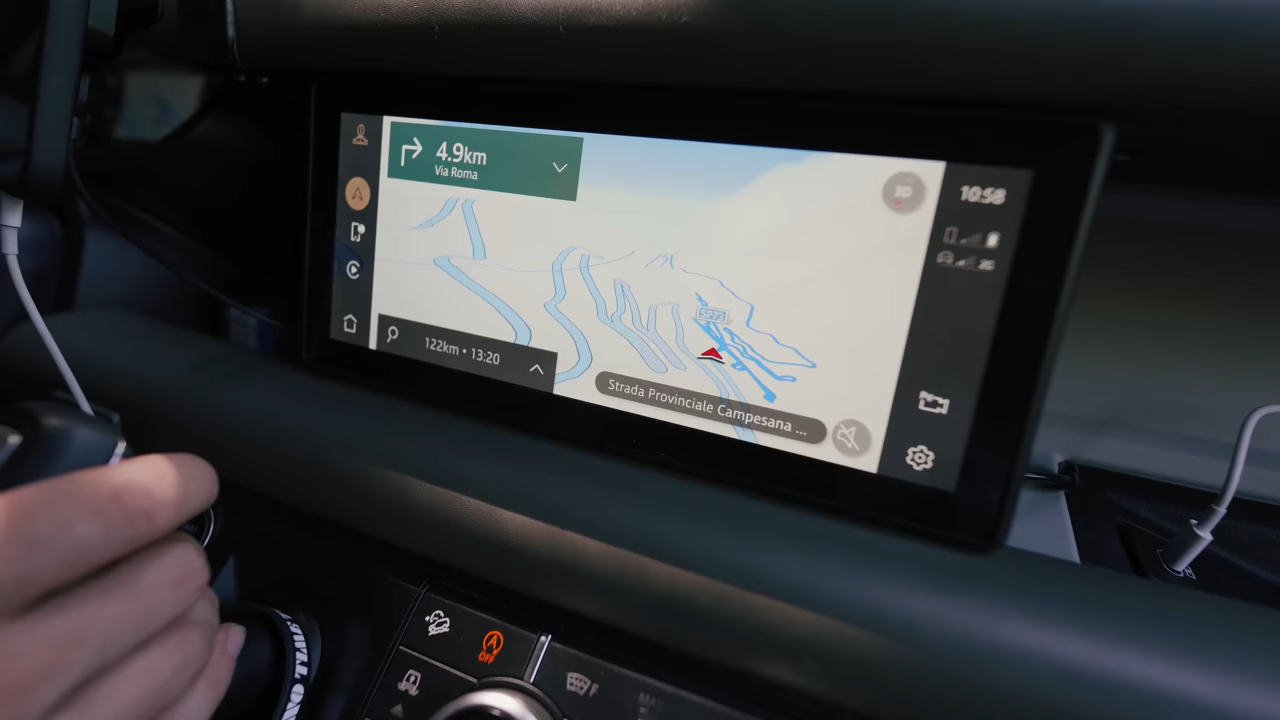 4.9km
Via Roma
3D
10:58
SP73
122km • 13:20
Strada Provinciale Campesana ...
A
OFF
F